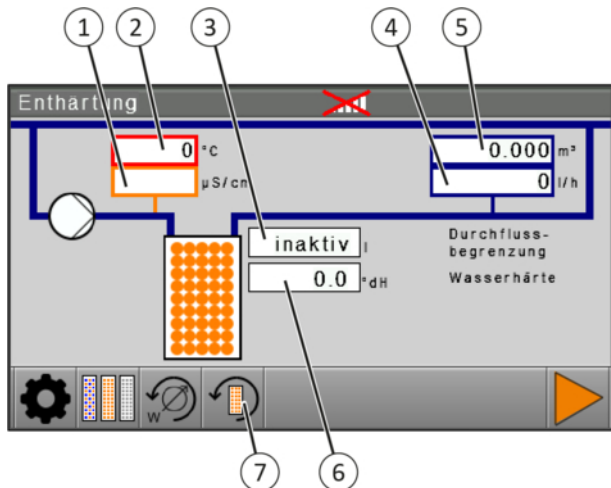 1 2 3 4 5
Enthärtung
0 °C
µS/cm
0.000 m³
0 l/h
inaktiv l
Durchfluss-
begrenzung
0.0 °dH
Wasserhärte
W
7 6